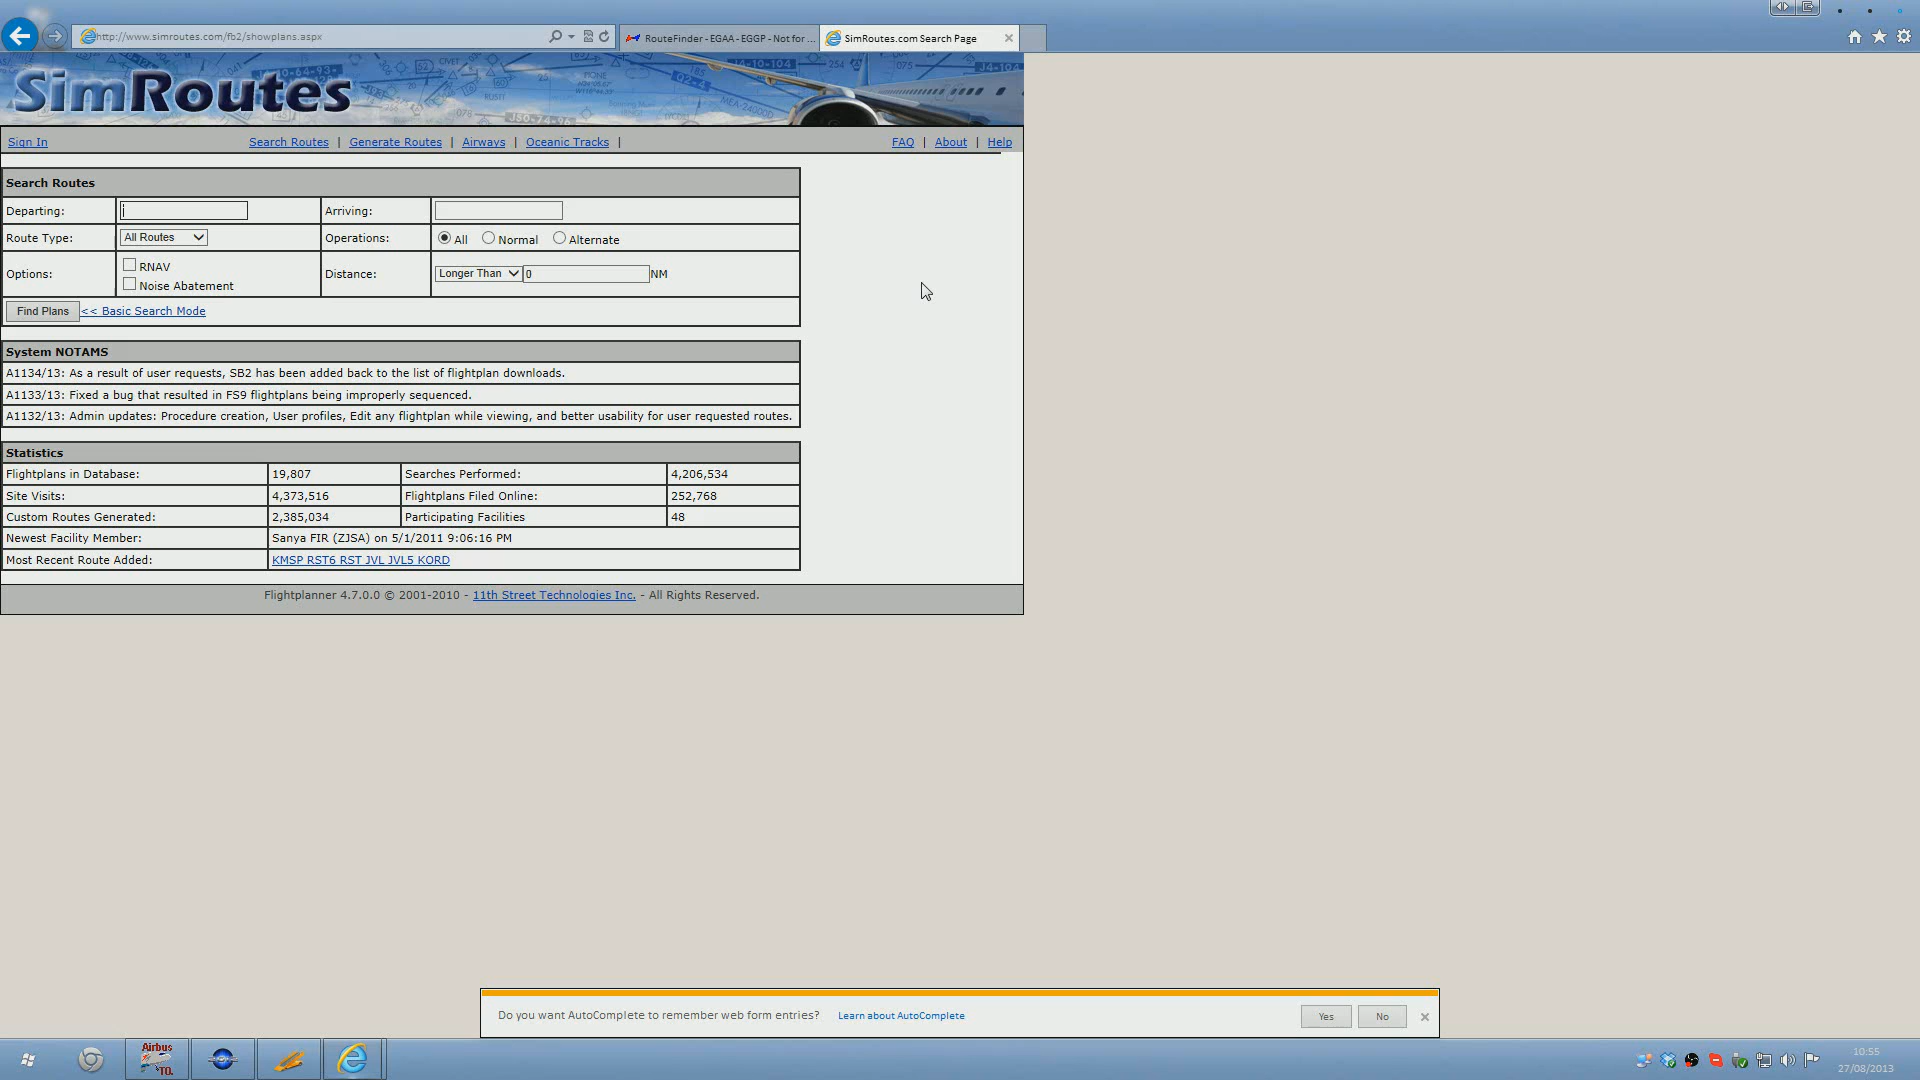 http://www.simroutes.com/fb2/showplans.aspx
RouteFinder - EGAA - EGGP - Not for ...
SimRoutes.com Search Page
SimRoutes
Sign In
Search Routes | Generate Routes | Airways | Oceanic Tracks |
FAQ | About | Help
Search Routes
Departing:
Arriving:
Route Type: All Routes
Operations: All Normal Alternate
Options: RNAV
Noise Abatement
Distance: Longer Than 0 NM
Find Plans << Basic Search Mode
System NOTAMS
A1134/13: As a result of user requests, SB2 has been added back to the list of flightplan downloads.
A1133/13: Fixed a bug that resulted in FS9 flightplans being improperly sequenced.
A1132/13: Admin updates: Procedure creation, User profiles, Edit any flightplan while viewing, and better usability for user requested routes.
Statistics
Flightplans in Database: 19,807 Searches Performed: 4,206,534
Site Visits: 4,373,516 Flightplans Filed Online: 252,768
Custom Routes Generated: 2,385,034 Participating Facilities 48
Newest Facility Member: Sanya FIR (ZJSA) on 5/1/2011 9:06:16 PM
Most Recent Route Added: KMSP RST6 RST JVL JVL5 KORD
Flightplanner 4.7.0.0 © 2001-2010 - 11th Street Technologies Inc. - All Rights Reserved.
Do you want AutoComplete to remember web form entries? Learn about AutoComplete Yes No
Airbus
TO.
10:55
27/08/2013